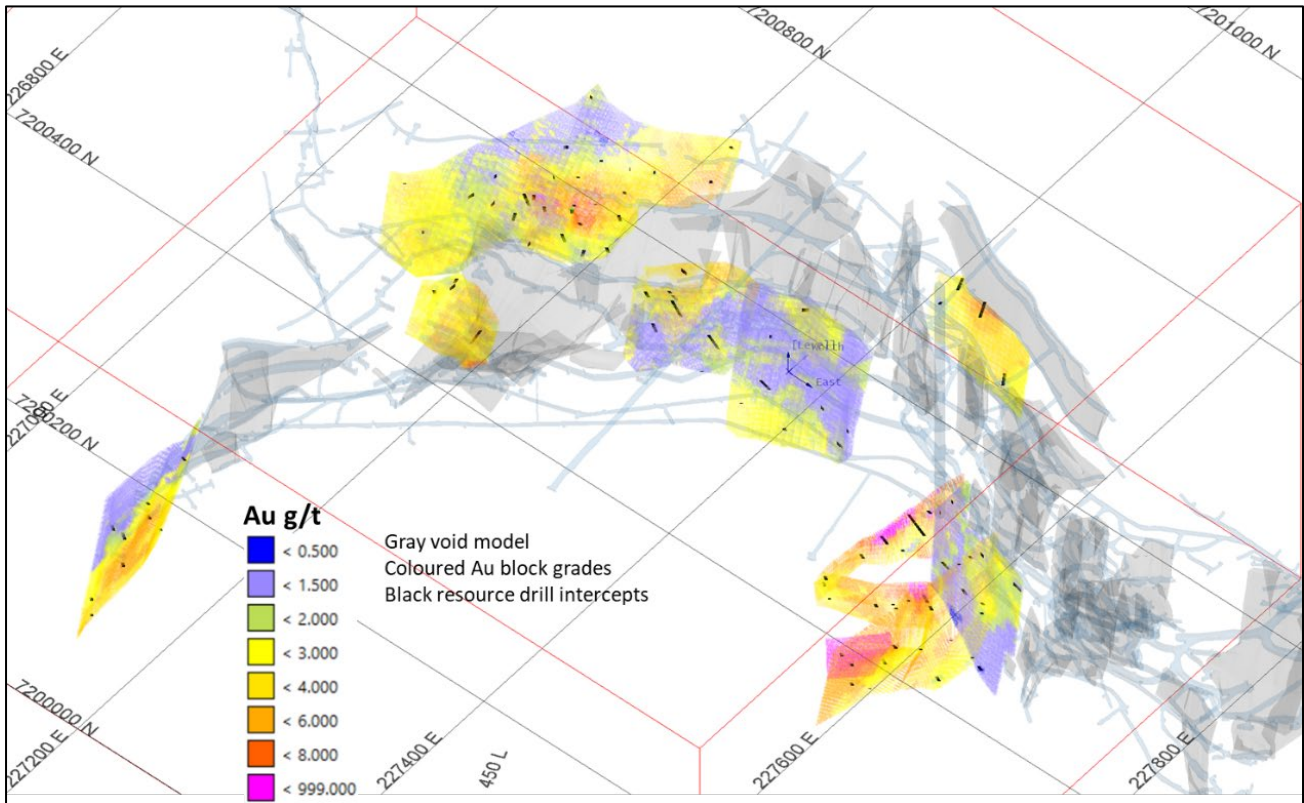 7200800 N
7201000 N
226800 E
7200400 N
East
7200200 N
Au g/t
< 0.500
< 1.500
< 2.000
< 3.000
< 4.000
< 6.000
< 8.000
< 999.000
Gray void model
Coloured Au block grades
Black resource drill intercepts
7200000 N
227200 E
227400 E
450 L
227600 E
227800 E